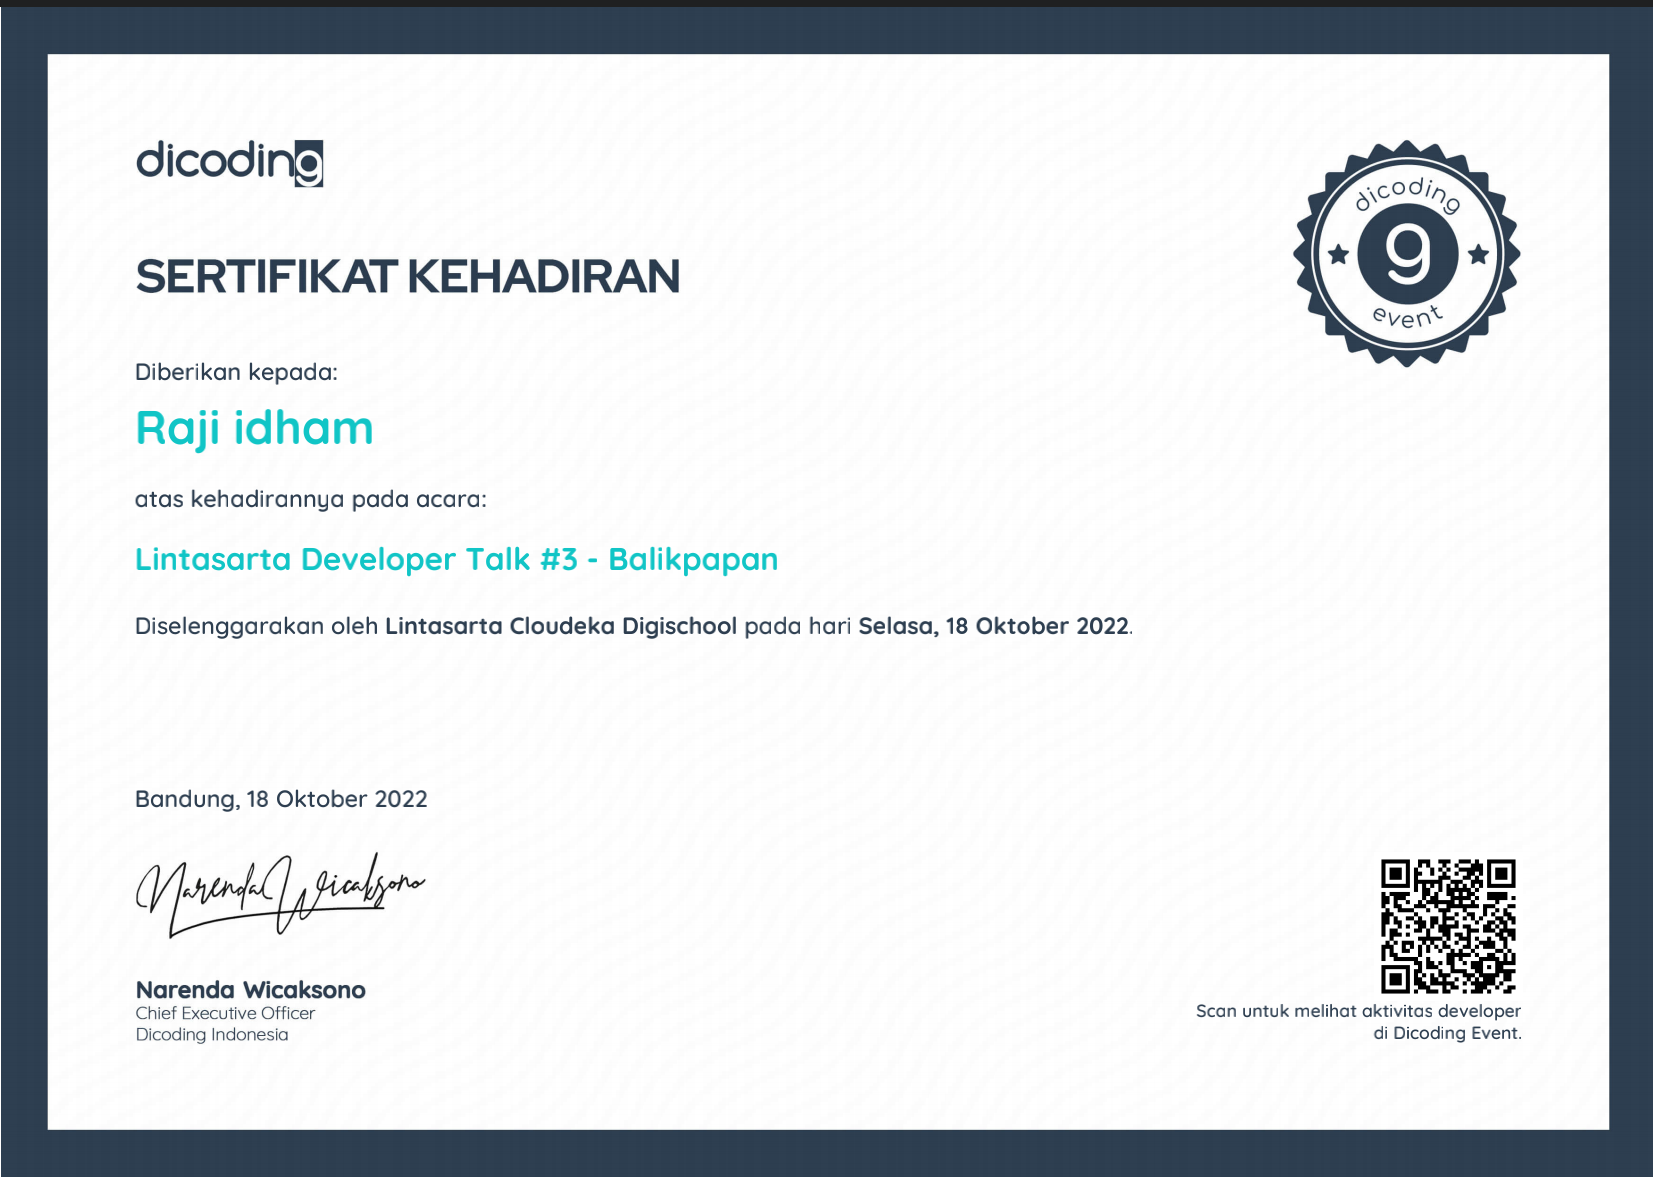 dicoding
dicoding
g
event
SERTIFIKAT KEHADIRAN
Diberikan kepada:
Raji idham
atas kehadirannya pada acara:
Lintasarta Developer Talk #3 - Balikpapan
Diselenggarakan oleh Lintasarta Cloudeka Digischool pada hari Selasa, 18 Oktober 2022.
Bandung, 18 Oktober 2022
Narenda Wicaksono
Narenda Wicaksono
Chief Executive Officer
Dicoding Indonesia
Scan untuk melihat aktivitas developer
di Dicoding Event.